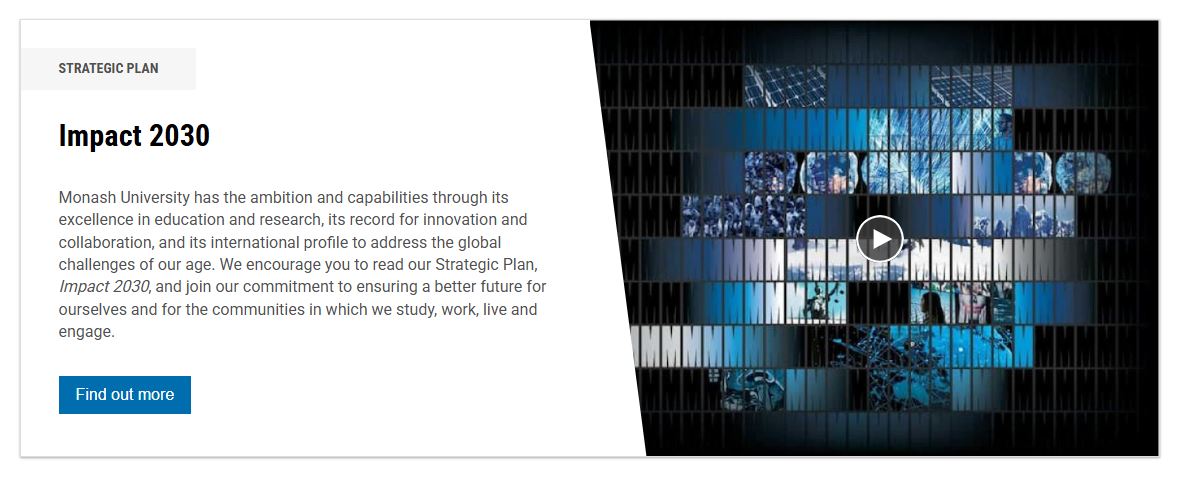 STRATEGIC PLAN
Impact 2030
Monash University has the ambition and capabilities through its
excellence in education and research, its record for innovation and
collaboration, and its international profile to address the global
challenges of our age. We encourage you to read our Strategic Plan,
Impact 2030, and join our commitment to ensuring a better future for
ourselves and for the communities in which we study, work, live and
engage.
Find out more